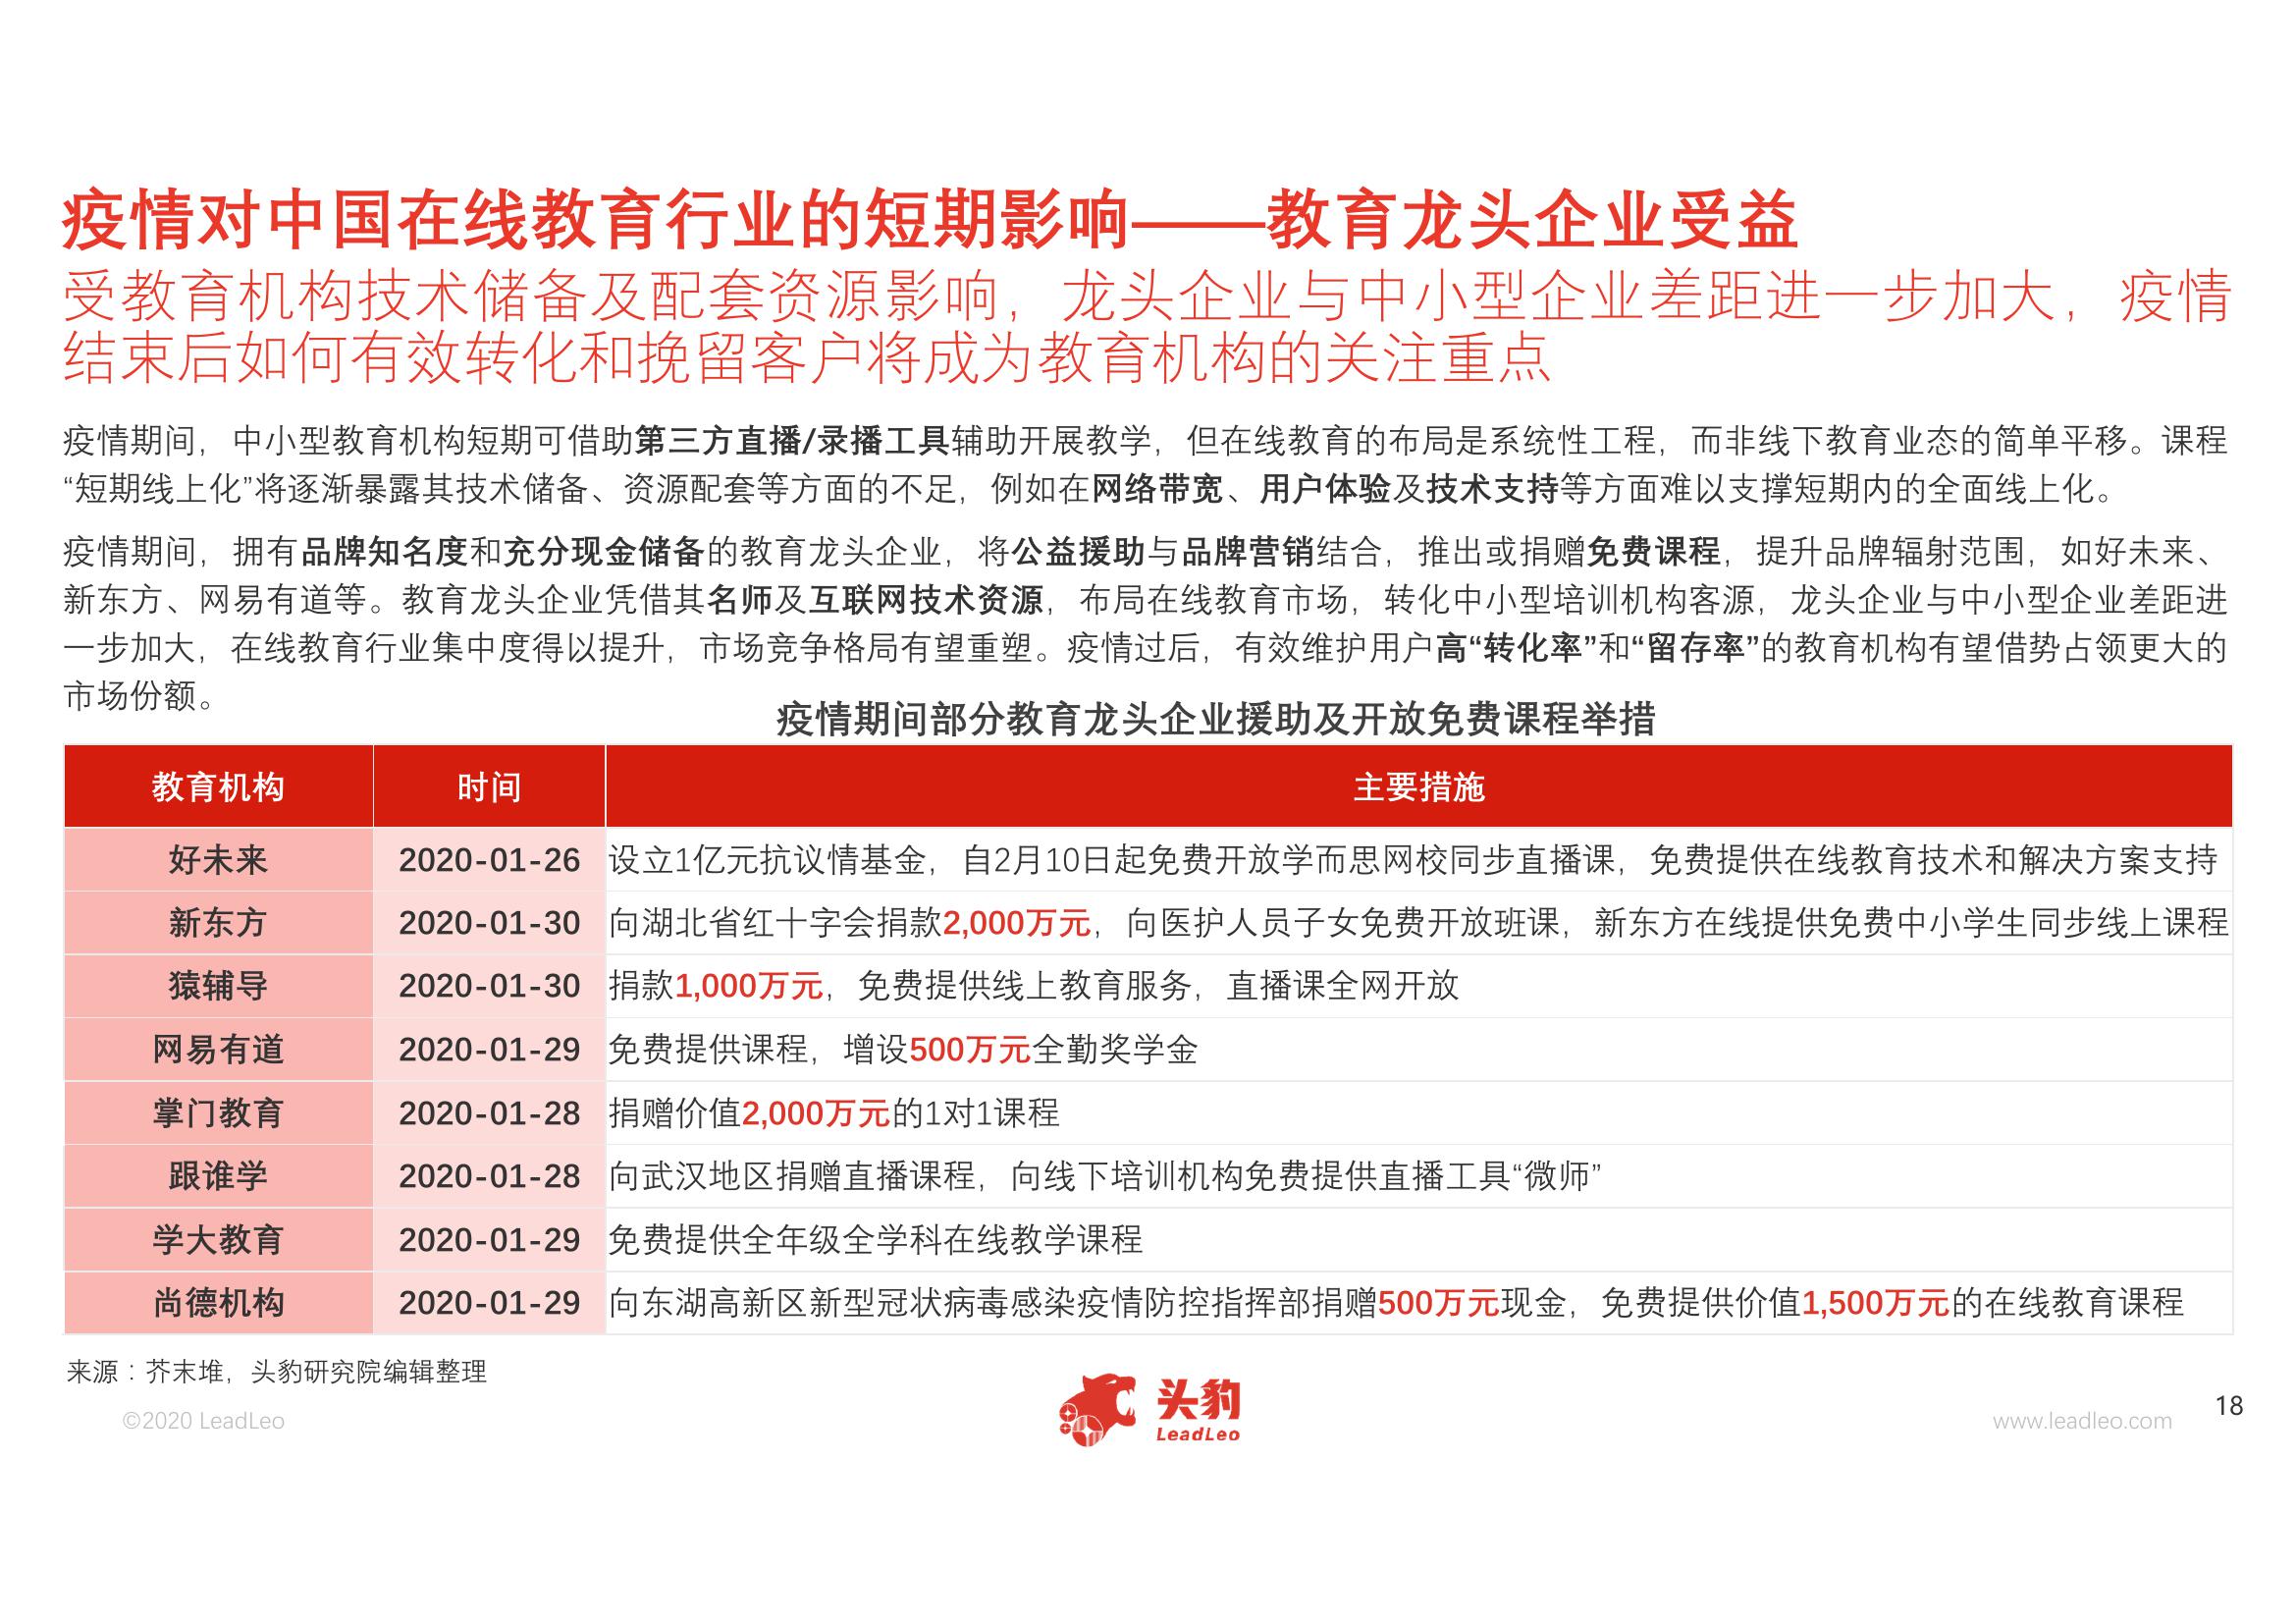 疫情对中国在线教育行业的短期影响——教育龙头企业受益
受教育机构技术储备及配套资源影响，龙头企业与中小型企业差距进一步加大，疫情
结束后如何有效转化和挽留客户将成为教育机构的关注重点
疫情期间，中小型教育机构短期可借助第三方直播/录播工具辅助开展教学，但在线教育的布局是系统性工程，而非线下教育业态的简单平移。课程
“短期线上化”将逐渐暴露其技术储备、资源配套等方面的不足，例如在网络带宽、用户体验及技术支持等方面难以支撑短期内的全面线上化。
疫情期间，拥有品牌知名度和充分现金储备的教育龙头企业，将公益援助与品牌营销结合，推出或捐赠免费课程，提升品牌辐射范围，如好未来、
新东方、网易有道等。教育龙头企业凭借其名师及互联网技术资源，布局在线教育市场，转化中小型培训机构客源，龙头企业与中小型企业差距进
一步加大，在线教育行业集中度得以提升，市场竞争格局有望重塑。疫情过后，有效维护用户高“转化率”和“留存率”的教育机构有望借势占领更大的
市场份额。
疫情期间部分教育龙头企业援助及开放免费课程举措
教育机构 时间 主要措施
好未来 2020-01-26 设立1亿元抗议情基金，自2月10日起免费开放学而思网校同步直播课，免费提供在线教育技术和解决方案支持
新东方 2020-01-30 向湖北省红十字会捐款2,000万元，向医护人员子女免费开放班课，新东方在线提供免费中小学生同步线上课程
猿辅导 2020-01-30 捐款1,000万元，免费提供线上教育服务，直播课全网开放
网易有道 2020-01-29 免费提供课程，增设500万元全勤奖学金
掌门教育 2020-01-28 捐赠价值2,000万元的1对1课程
跟谁学 2020-01-28 向武汉地区捐赠直播课程，向线下培训机构免费提供直播工具“微师”
学大教育 2020-01-29 免费提供全年级全学科在线教学课程
尚德机构 2020-01-29 向东湖高新区新型冠状病毒感染疫情防控指挥部捐赠500万元现金，免费提供价值1,500万元的在线教育课程
来源：芥末堆，头豹研究院编辑整理
©2020 LeadLeo
头豹
LeadLeo
www.leadleo.com
18